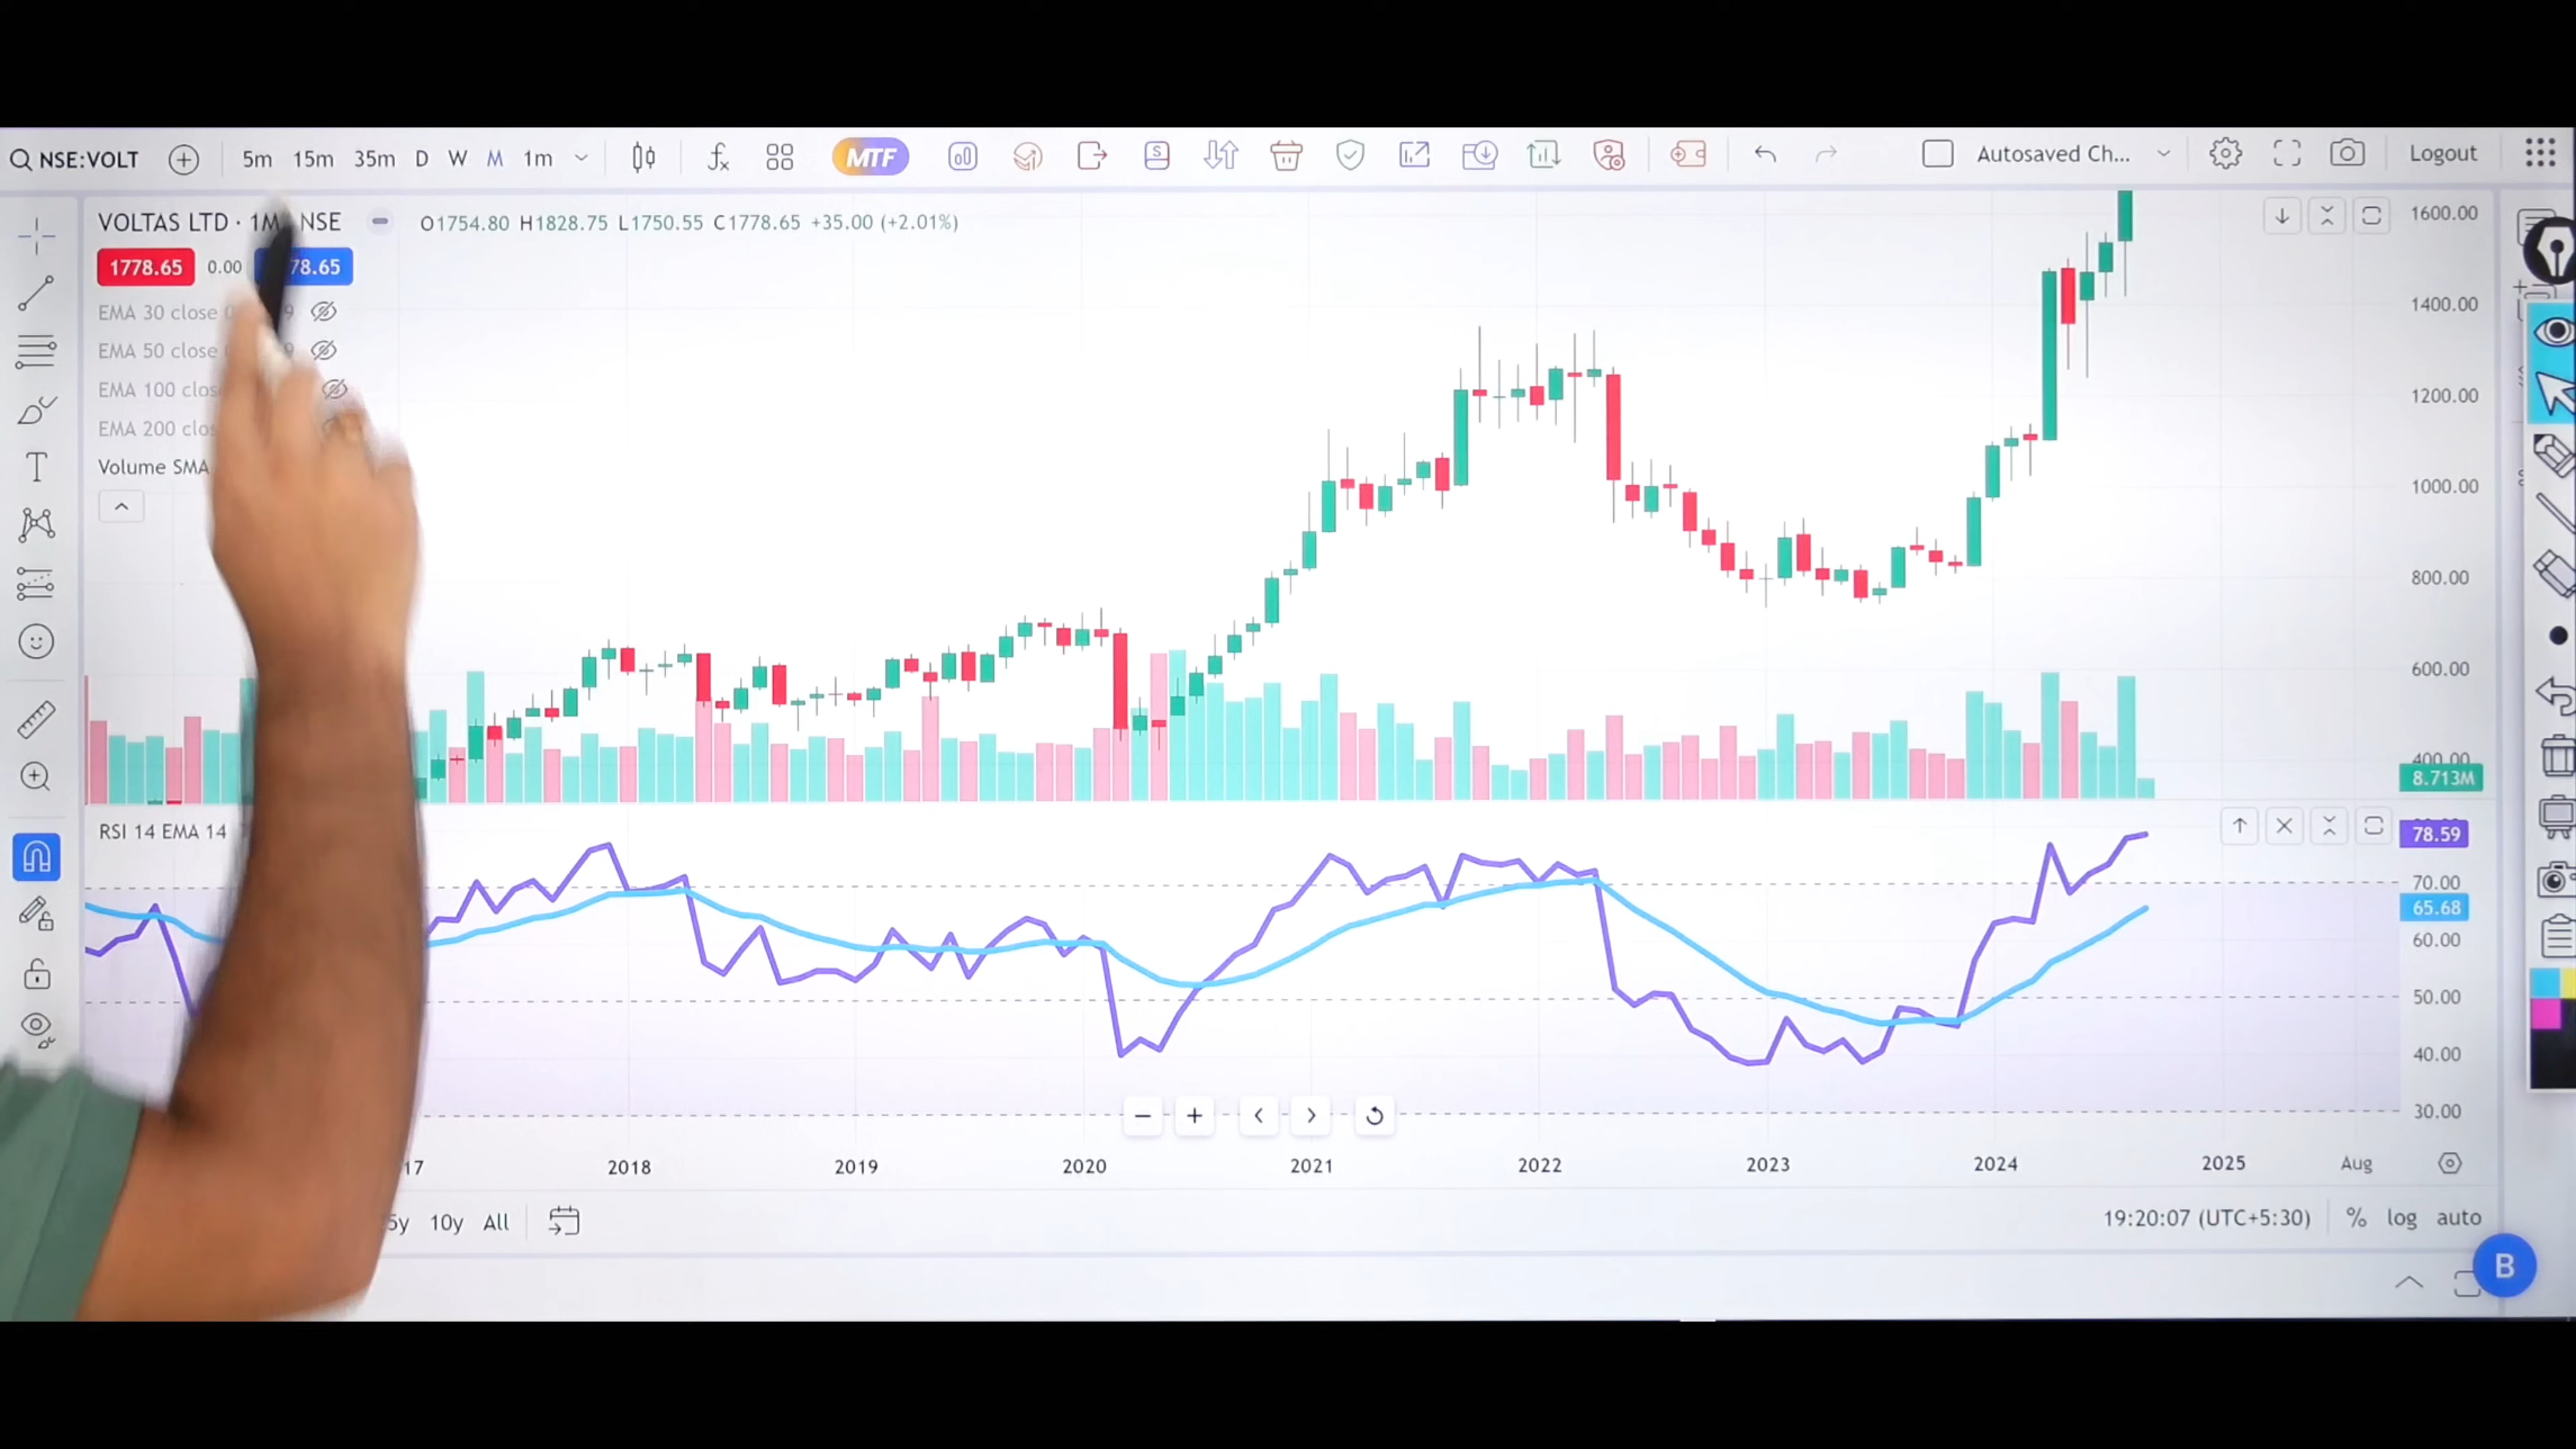 NSE:VOLT 5m 15m 35m D W M 1m MTF Autosaved Ch... Logout
VOLTAS LTD · 1M NSE O1754.80 H1828.75 L1750.55 C1778.65 +35.00 (+2.01%)
1778.65 0.00 78.65
EMA 30 close 9
EMA 50 close 9
EMA 100 clos
EMA 200 clos
Volume SMA
1600.00
1400.00
1200.00
1000.00
800.00
600.00
400.00
8.713M
RSI 14 EMA 14
78.59
70.00
65.68
60.00
50.00
40.00
30.00
17 2018 2019 2020 2021 2022 2023 2024 2025 Aug
5y 10y All 19:20:07 (UTC+5:30) % log auto
B